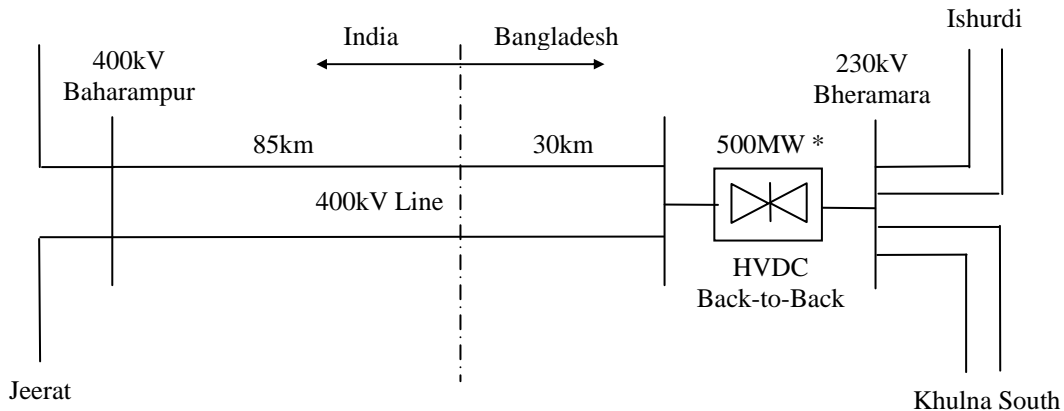 Ishurdi
India
Bangladesh
400kV
Baharampur
230kV
Bheramara
85km
30km
500MW *
400kV Line
HVDC
Back-to-Back
Jeerat
Khulna South